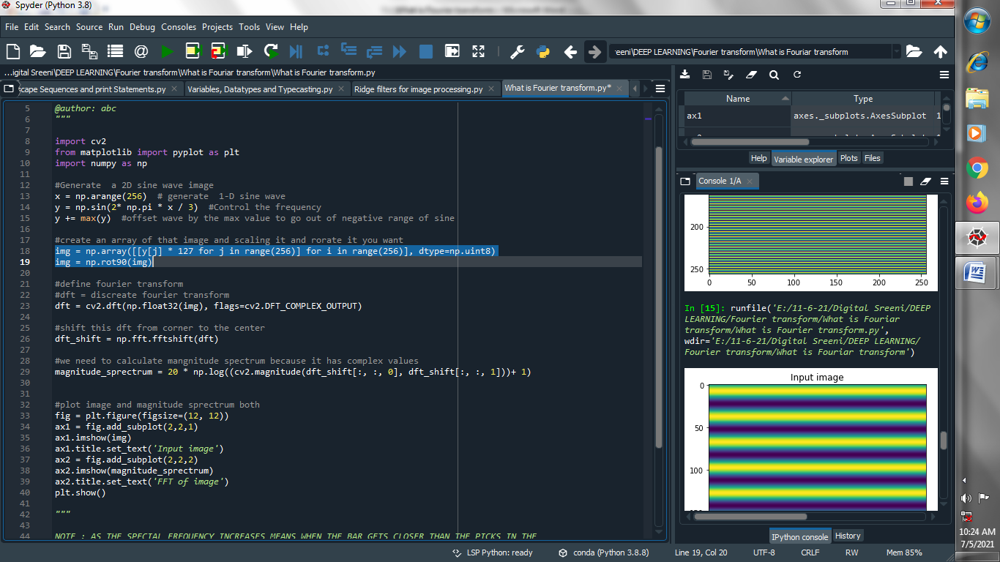 Spyder (Python 3.8)
File Edit Search Source Run Debug Consoles Projects Tools View Help
eeni\DEEP LEARNING\Fourier transform\What is Fouriar transform
...igital Sreeni\DEEP LEARNING\Fourier transform\What is Fouriar transform\What is Fourier transform.py
cape Sequences and print Statements.py Variables, Datatypes and Typecasting.py Ridge filters for image processing.py What is Fourier transform.py*
5 @author: abc
6 """
7
8 import cv2
9 from matplotlib import pyplot as plt
10 import numpy as np
11
12 #Generate  a 2D sine wave image
13 x = np.arange(256)  # generate  1-D sine wave
14 y = np.sin(2* np.pi * x / 3)  #Control the frequency
15 y += max(y)  #offset wave by the max value to go out of negative range of sine
16
17 #create an array of that image and scaling it and rorate it you want
18 img = np.array([[y[j] * 127 for j in range(256)] for i in range(256)], dtype=np.uint8)
19 img = np.rot90(img)
20
21 #define fourier transform
22 #dft = discreate fourier transform
23 dft = cv2.dft(np.float32(img), flags=cv2.DFT_COMPLEX_OUTPUT)
24
25 #shift this dft from corner to the center
26 dft_shift = np.fft.fftshift(dft)
27
28 #we need to calculate mangnitude spectrum because it has complex values
29 magnitude_sprectrum = 20 * np.log((cv2.magnitude(dft_shift[:, :, 0], dft_shift[:, :, 1]))+ 1)
30
31
32 #plot image and magnitude sprectrum both
33 fig = plt.figure(figsize=(12, 12))
34 ax1 = fig.add_subplot(2,2,1)
35 ax1.imshow(img)
36 ax1.title.set_text('Input image')
37 ax2 = fig.add_subplot(2,2,2)
38 ax2.imshow(magnitude_sprectrum)
39 ax2.title.set_text('FFT of image')
40 plt.show()
41
42 """
43
44 NOTE : AS THE SPECIAL FREQUENCY INCREASES MEANS WHEN THE BAR GETS CLOSER THAN THE PICKS IN THE
Name Type
ax1 axes._subplots.AxesSubplot 1
Help Variable explorer Plots Files
Console 1/A
200
250
0 50 100 150 200 250
In [15]: runfile('E:/11-6-21/Digital Sreeni/DEEP
LEARNING/Fourier transform/What is Fouriar
transform/What is Fourier transform.py',
wdir='E:/11-6-21/Digital Sreeni/DEEP LEARNING/
Fourier transform/What is Fouriar transform')
Input image
0
50
100
IPython console History
LSP Python: ready conda (Python 3.8.8) Line 19, Col 20 UTF-8 CRLF RW Mem 85%
10:24 AM
7/5/2021